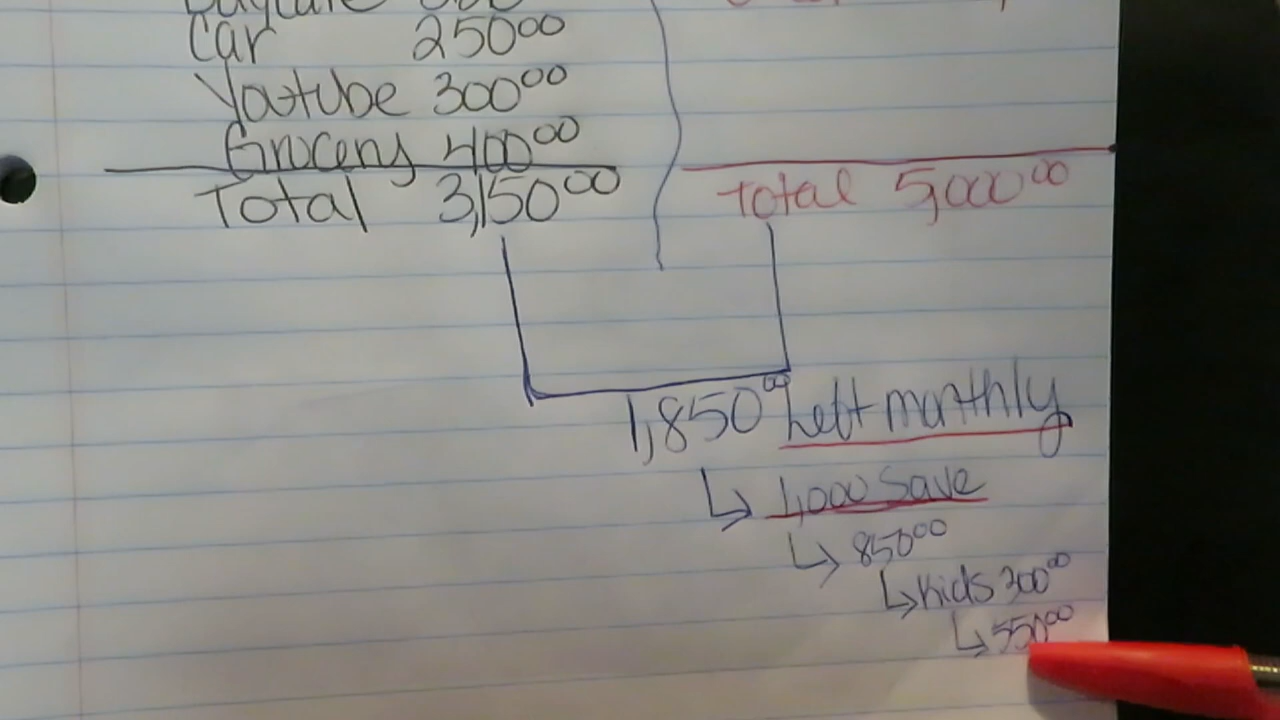 Daycare
Car 250 00
Youtube 300 00
Grocery 400 00
Total 3,150 00
Total 5,000 00
1,850 00 Left monthly
↳ 1,000 Save
↳ 850 00
↳ Kids 300 00
↳ 550 00